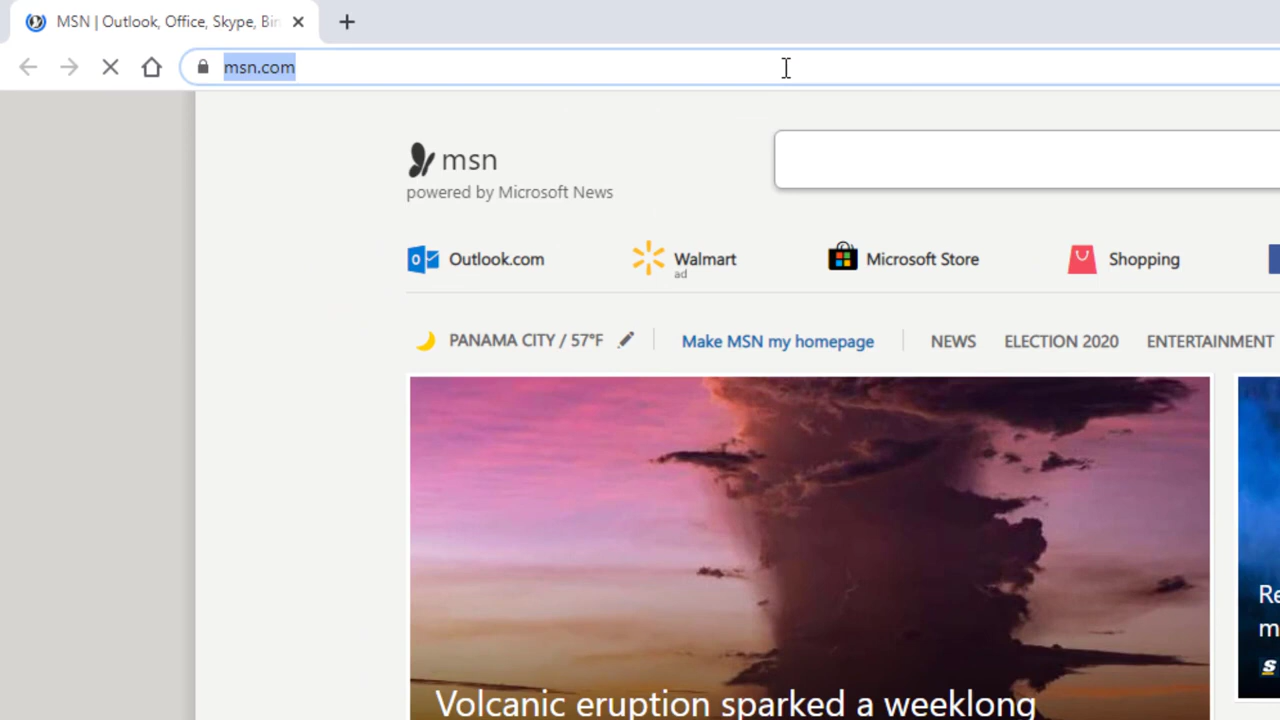 MSN | Outlook, Office, Skype, Bin
msn.com
msn
powered by Microsoft News
Outlook.com
Walmart
ad
Microsoft Store
Shopping
PANAMA CITY / 57°F
Make MSN my homepage
NEWS
ELECTION 2020
ENTERTAINMENT
Volcanic eruption sparked a weeklong